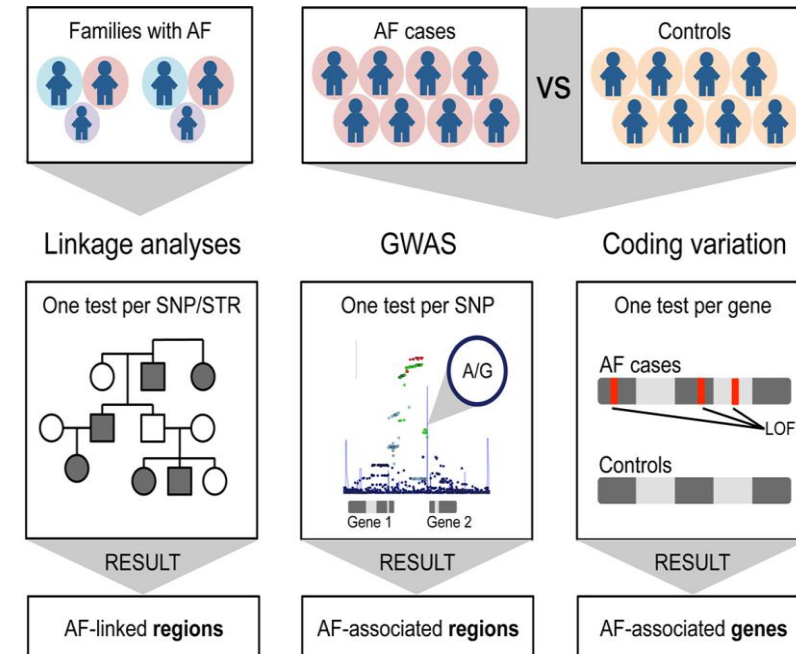 Families with AF
AF cases
VS
Controls
Linkage analyses
GWAS
Coding variation
One test per SNP/STR
One test per SNP
A/G
Gene 1
Gene 2
One test per gene
AF cases
LOF
Controls
RESULT
RESULT
RESULT
AF-linked regions
AF-associated regions
AF-associated genes